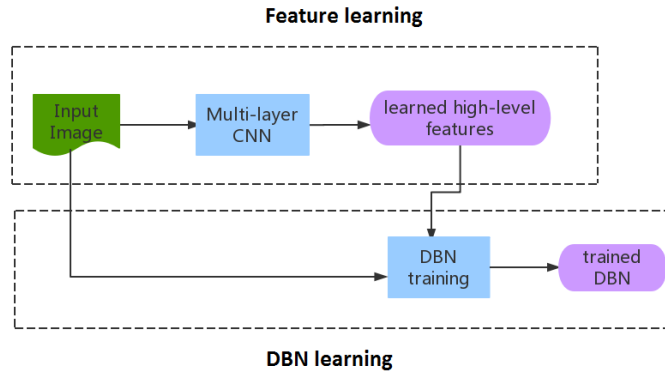 Feature learning
Input
Image
Multi-layer
CNN
learned high-level
features
DBN
training
trained
DBN
DBN learning